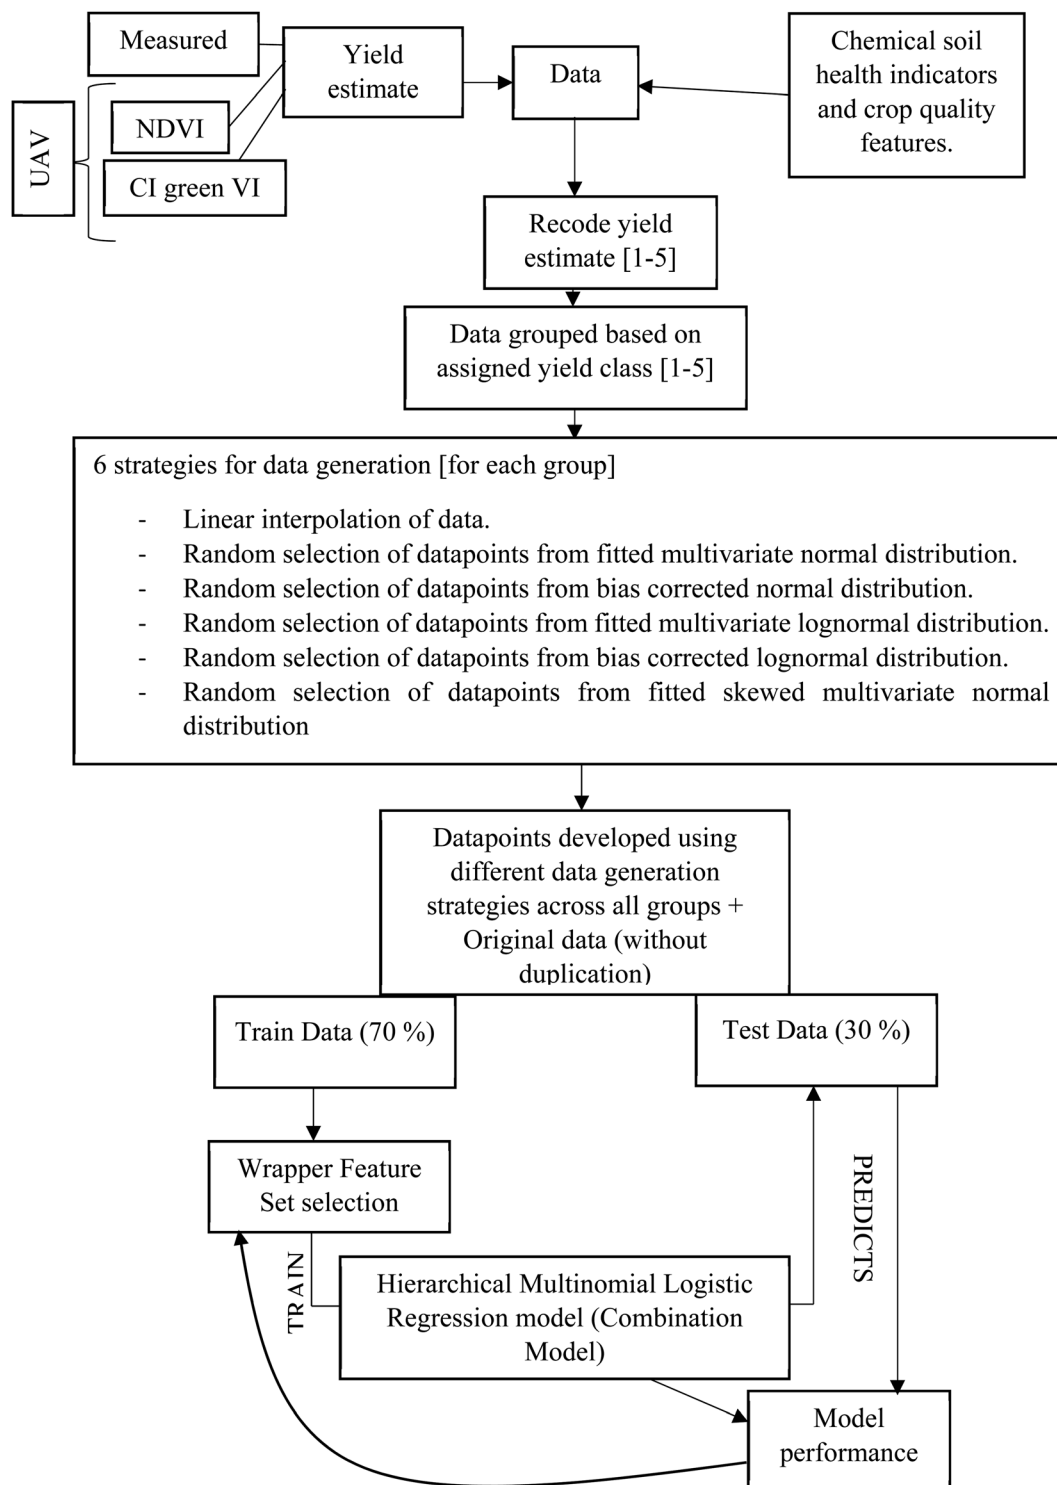 Measured
Yield
estimate
Data
Chemical soil
health indicators
and crop quality
features.
UAV
NDVI
CI green VI
Recode yield
estimate [1-5]
Data grouped based on
assigned yield class [1-5]
6 strategies for data generation [for each group]
- Linear interpolation of data.
- Random selection of datapoints from fitted multivariate normal distribution.
- Random selection of datapoints from bias corrected normal distribution.
- Random selection of datapoints from fitted multivariate lognormal distribution.
- Random selection of datapoints from bias corrected lognormal distribution.
- Random selection of datapoints from fitted skewed multivariate normal
distribution
Datapoints developed using
different data generation
strategies across all groups +
Original data (without
duplication)
Train Data (70 %)
Test Data (30 %)
Wrapper Feature
Set selection
TRAIN
PREDICTS
Hierarchical Multinomial Logistic
Regression model (Combination
Model)
Model
performance